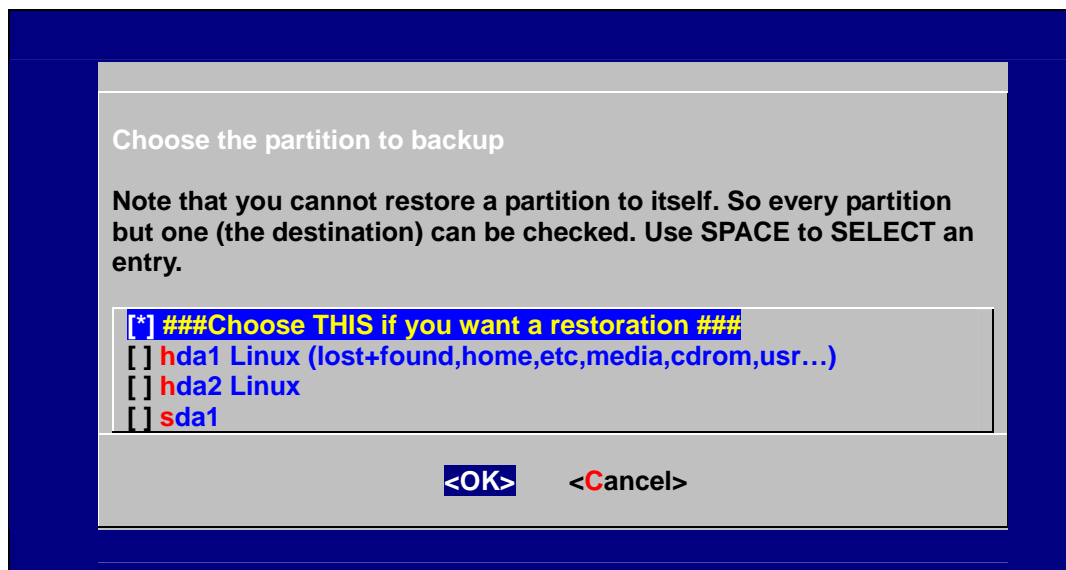 Choose the partition to backup
Note that you cannot restore a partition to itself. So every partition
but one (the destination) can be checked. Use SPACE to SELECT an
entry.
[*] ###Choose THIS if you want a restoration ###
[ ] hda1 Linux (lost+found,home,etc,media,cdrom,usr…)
[ ] hda2 Linux
[ ] sda1
<OK> <Cancel>